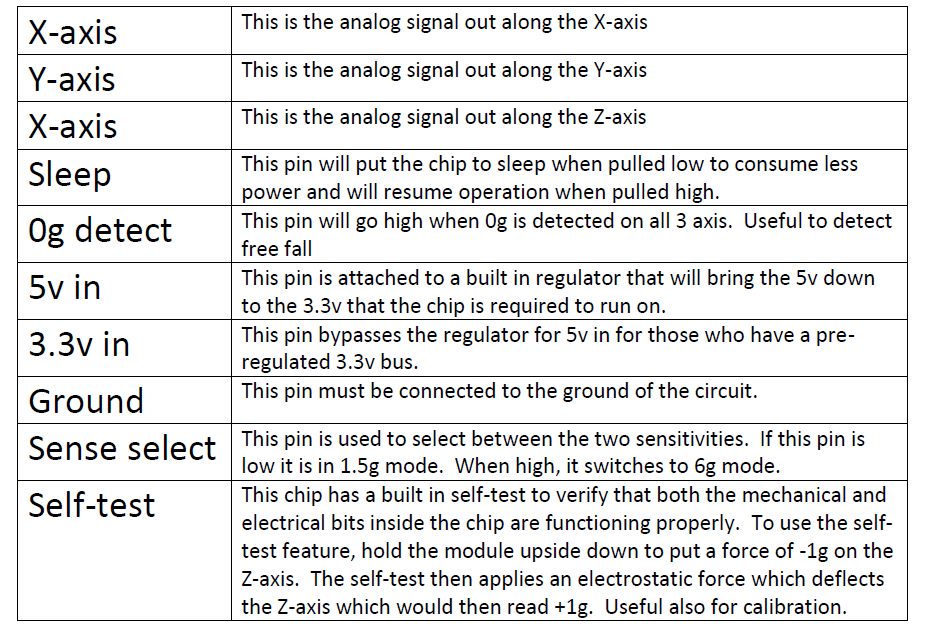 X-axis
This is the analog signal out along the X-axis
Y-axis
This is the analog signal out along the Y-axis
X-axis
This is the analog signal out along the Z-axis
Sleep
This pin will put the chip to sleep when pulled low to consume less
power and will resume operation when pulled high.
0g detect
This pin will go high when 0g is detected on all 3 axis.  Useful to detect
free fall
5v in
This pin is attached to a built in regulator that will bring the 5v down
to the 3.3v that the chip is required to run on.
3.3v in
This pin bypasses the regulator for 5v in for those who have a pre-
regulated 3.3v bus.
Ground
This pin must be connected to the ground of the circuit.
Sense select
This pin is used to select between the two sensitivities.  If this pin is
low it is in 1.5g mode.  When high, it switches to 6g mode.
Self-test
This chip has a built in self-test to verify that both the mechanical and
electrical bits inside the chip are functioning properly.  To use the self-
test feature, hold the module upside down to put a force of -1g on the
Z-axis.  The self-test then applies an electrostatic force which deflects
the Z-axis which would then read +1g.  Useful also for calibration.